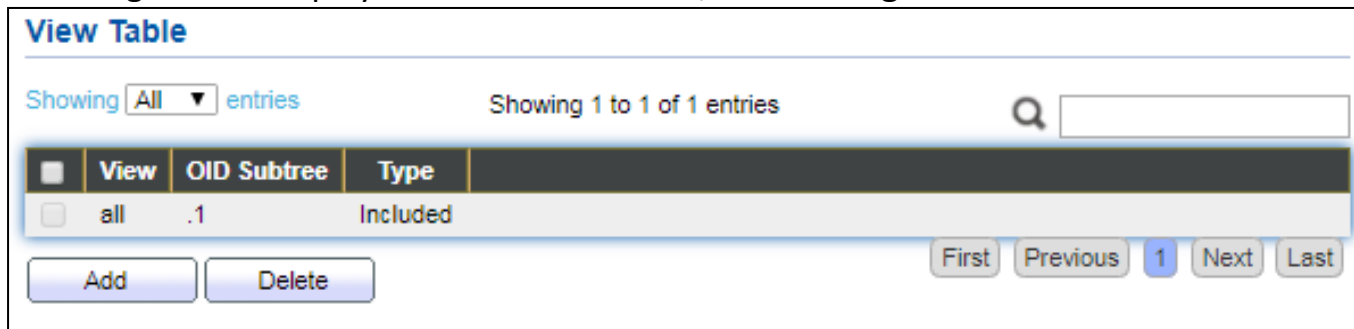 View Table
Showing All entries Showing 1 to 1 of 1 entries
View OID Subtree Type
all .1 Included
First Previous 1 Next Last
Add Delete